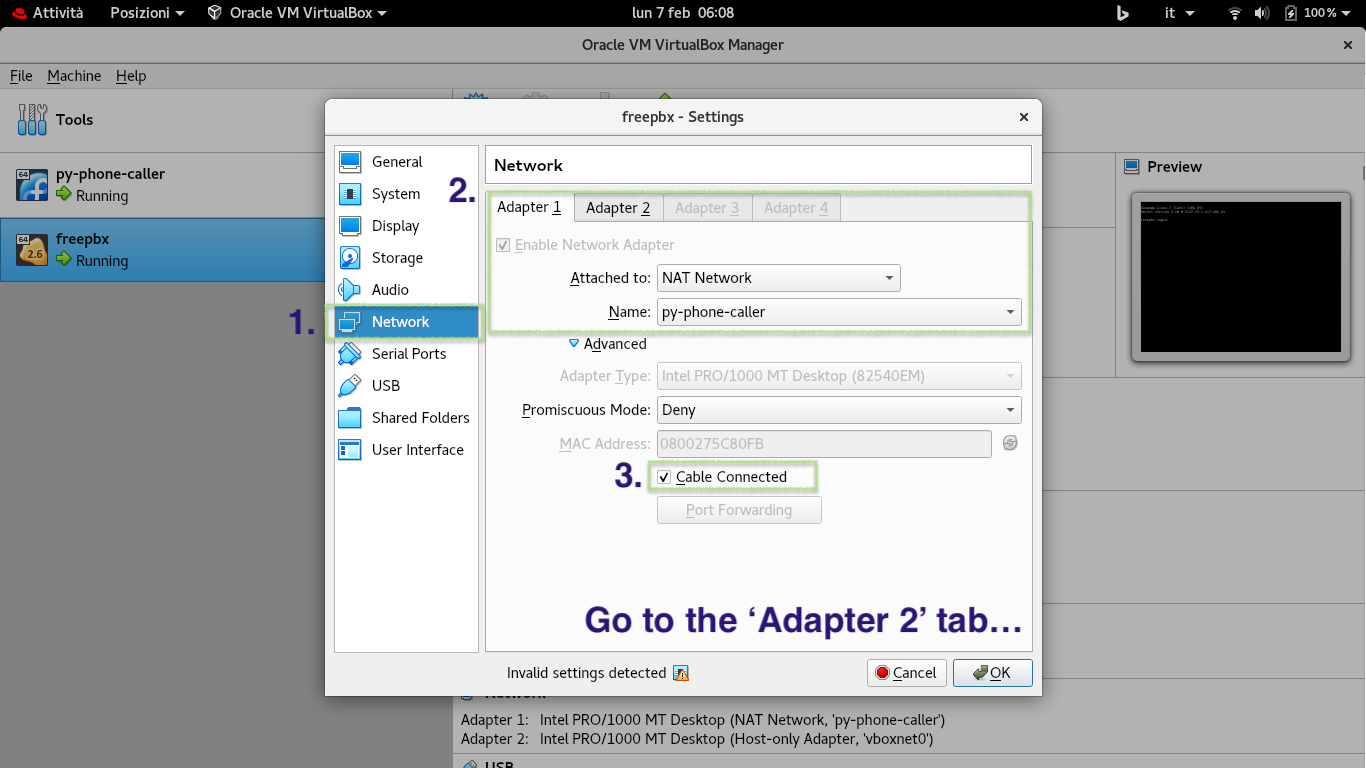 Attività Posizioni Oracle VM VirtualBox lun 7 feb 06:08 it 100%
Oracle VM VirtualBox Manager
File Machine Help
Tools
freepbx - Settings
64
py-phone-caller
Running
64
2.6
freepbx
Running
General
System
Display
Storage
Audio
1.
Network
Serial Ports
USB
Shared Folders
User Interface
Network
2.
Adapter 1 Adapter 2 Adapter 3 Adapter 4
Enable Network Adapter
Attached to: NAT Network
Name: py-phone-caller
Advanced
Adapter Type: Intel PRO/1000 MT Desktop (82540EM)
Promiscuous Mode: Deny
MAC Address: 0800275C80FB
3.
Cable Connected
Port Forwarding
Go to the ‘Adapter 2’ tab…
Invalid settings detected
Cancel OK
Preview
Network
Adapter 1: Intel PRO/1000 MT Desktop (NAT Network, 'py-phone-caller')
Adapter 2: Intel PRO/1000 MT Desktop (Host-only Adapter, 'vboxnet0')
USB